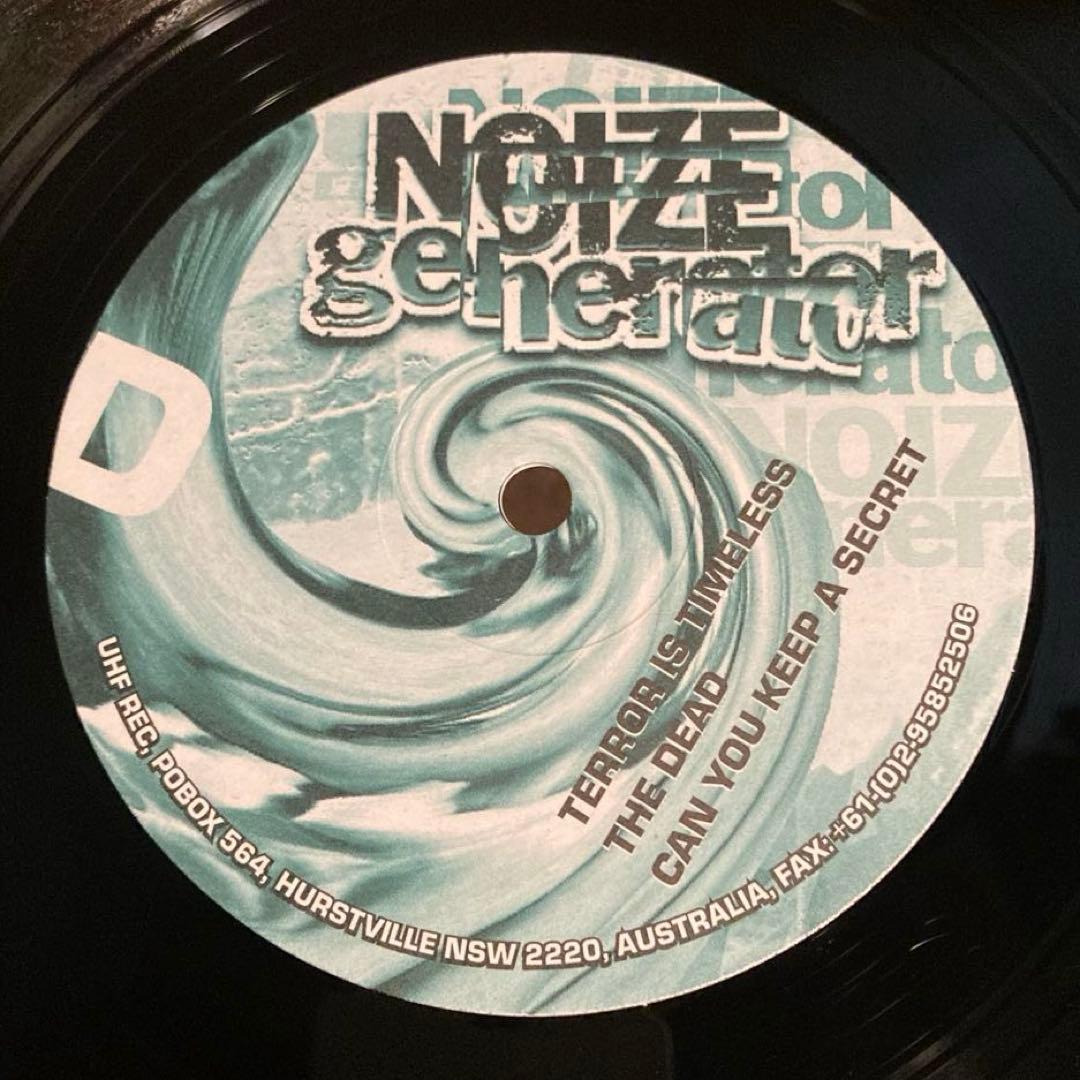 NOIZE
generator
D
TERROR IS TIMELESS
THE DEAD
CAN YOU KEEP A SECRET
UHF REC, POBOX 564, HURSTVILLE NSW 2220, AUSTRALIA, FAX:+61-(0)2-95852506